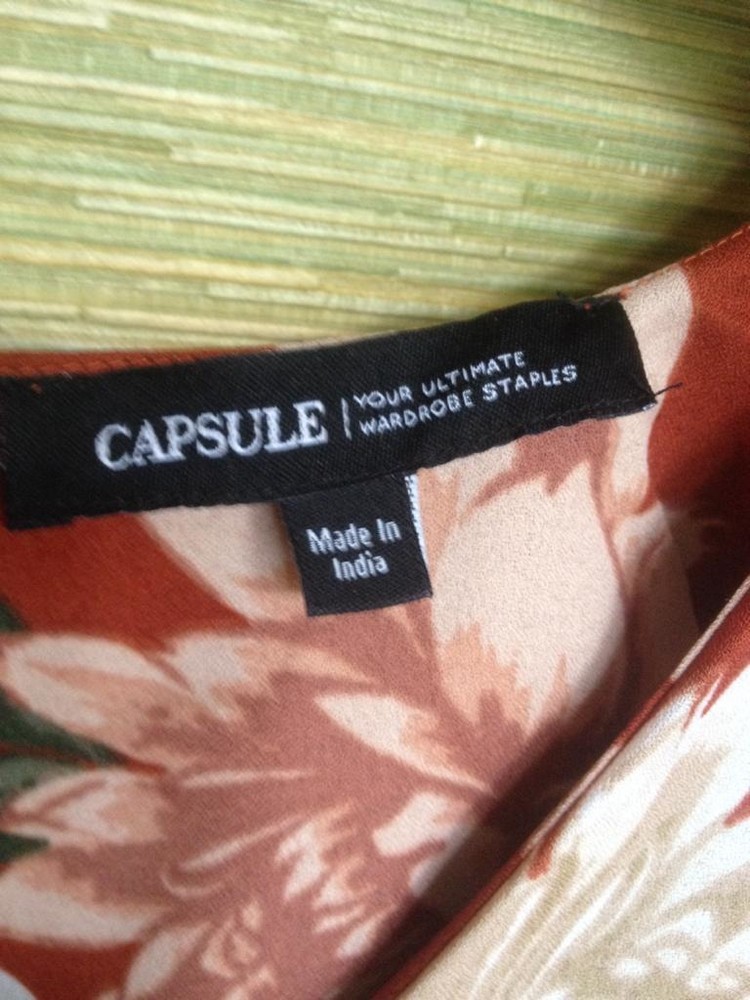 CAPSULE
YOUR ULTIMATE
WARDROBE STAPLES
Made In
India